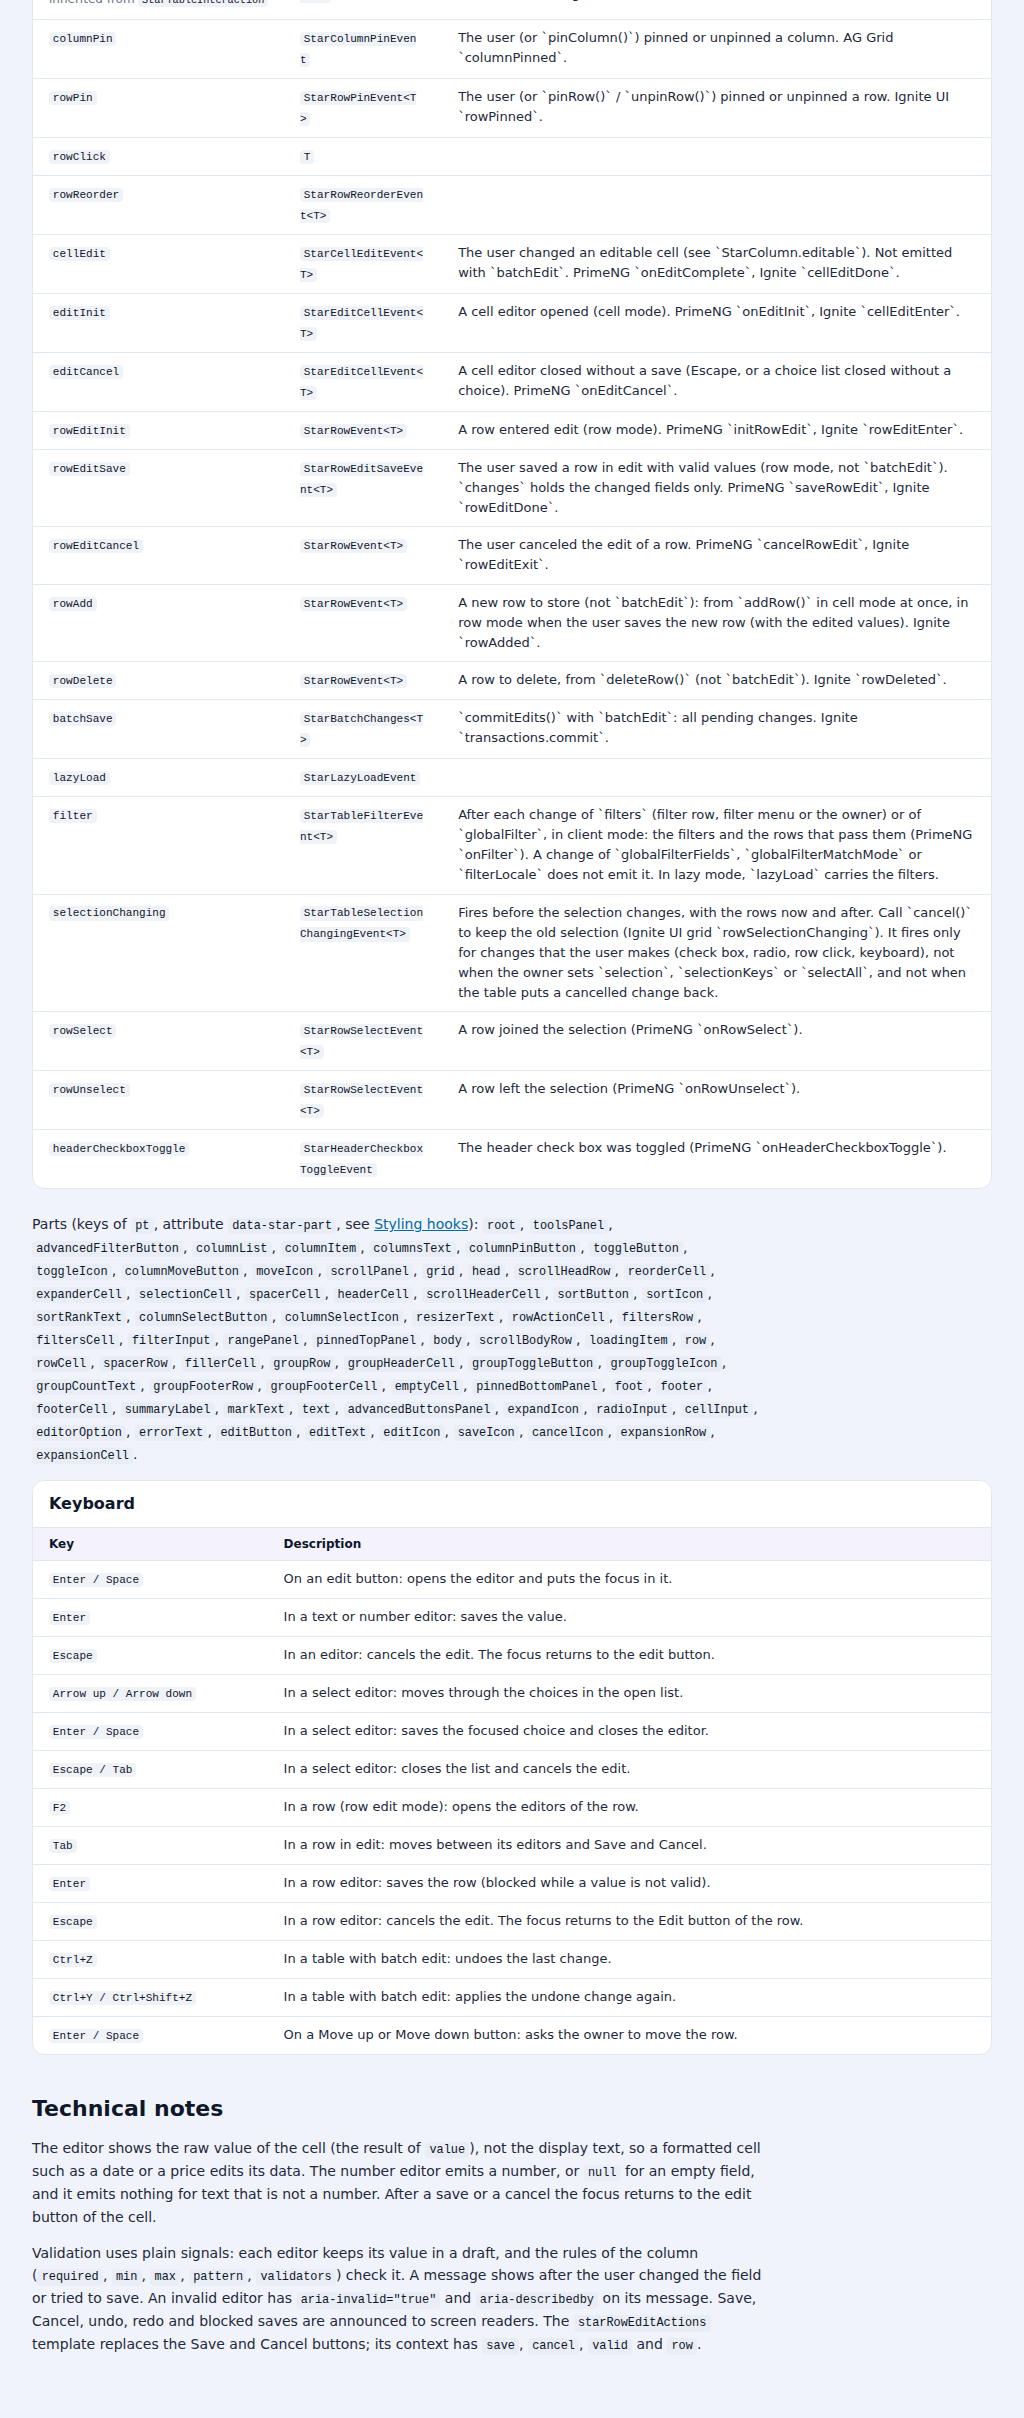 columnPin StarColumnPinEven The user (or `pinColumn()`) pinned or unpinned a column. AG Grid
t `columnPinned`.
rowPin StarRowPinEvent<T The user (or `pinRow()` / `unpinRow()`) pinned or unpinned a row. Ignite UI
> `rowPinned`.
rowClick T
rowReorder StarRowReorderEven
t<T>
cellEdit StarCellEditEvent< The user changed an editable cell (see `StarColumn.editable`). Not emitted
T> with `batchEdit`. PrimeNG `onEditComplete`, Ignite `cellEditDone`.
editInit StarEditCellEvent< A cell editor opened (cell mode). PrimeNG `onEditInit`, Ignite `cellEditEnter`.
T>
editCancel StarEditCellEvent< A cell editor closed without a save (Escape, or a choice list closed without a
T> choice). PrimeNG `onEditCancel`.
rowEditInit StarRowEvent<T> A row entered edit (row mode). PrimeNG `initRowEdit`, Ignite `rowEditEnter`.
rowEditSave StarRowEditSaveEve The user saved a row in edit with valid values (row mode, not `batchEdit`).
nt<T> `changes` holds the changed fields only. PrimeNG `saveRowEdit`, Ignite
`rowEditDone`.
rowEditCancel StarRowEvent<T> The user canceled the edit of a row. PrimeNG `cancelRowEdit`, Ignite
`rowEditExit`.
rowAdd StarRowEvent<T> A new row to store (not `batchEdit`): from `addRow()` in cell mode at once, in
row mode when the user saves the new row (with the edited values). Ignite
`rowAdded`.
rowDelete StarRowEvent<T> A row to delete, from `deleteRow()` (not `batchEdit`). Ignite `rowDeleted`.
batchSave StarBatchChanges<T `commitEdits()` with `batchEdit`: all pending changes. Ignite
> `transactions.commit`.
lazyLoad StarLazyLoadEvent
filter StarTableFilterEve After each change of `filters` (filter row, filter menu or the owner) or of
nt<T> `globalFilter`, in client mode: the filters and the rows that pass them (PrimeNG
`onFilter`). A change of `globalFilterFields`, `globalFilterMatchMode` or
`filterLocale` does not emit it. In lazy mode, `lazyLoad` carries the filters.
selectionChanging StarTableSelection Fires before the selection changes, with the rows now and after. Call `cancel()`
ChangingEvent<T> to keep the old selection (Ignite UI grid `rowSelectionChanging`). It fires only
for changes that the user makes (check box, radio, row click, keyboard), not
when the owner sets `selection`, `selectionKeys` or `selectAll`, and not when
the table puts a cancelled change back.
rowSelect StarRowSelectEvent A row joined the selection (PrimeNG `onRowSelect`).
<T>
rowUnselect StarRowSelectEvent A row left the selection (PrimeNG `onRowUnselect`).
<T>
headerCheckboxToggle StarHeaderCheckbox The header check box was toggled (PrimeNG `onHeaderCheckboxToggle`).
ToggleEvent
Parts (keys of pt, attribute data-star-part, see Styling hooks): root, toolsPanel,
advancedFilterButton, columnList, columnItem, columnsText, columnPinButton, toggleButton,
toggleIcon, columnMoveButton, moveIcon, scrollPanel, grid, head, scrollHeadRow, reorderCell,
expanderCell, selectionCell, spacerCell, headerCell, scrollHeaderCell, sortButton, sortIcon,
sortRankText, columnSelectButton, columnSelectIcon, resizerText, rowActionCell, filtersRow,
filtersCell, filterInput, rangePanel, pinnedTopPanel, body, scrollBodyRow, loadingItem, row,
rowCell, spacerRow, fillerCell, groupRow, groupHeaderCell, groupToggleButton, groupToggleIcon,
groupCountText, groupFooterRow, groupFooterCell, emptyCell, pinnedBottomPanel, foot, footer,
footerCell, summaryLabel, markText, text, advancedButtonsPanel, expandIcon, radioInput, cellInput,
editorOption, errorText, editButton, editText, editIcon, saveIcon, cancelIcon, expansionRow,
expansionCell.
Keyboard
Key Description
Enter / Space On an edit button: opens the editor and puts the focus in it.
Enter In a text or number editor: saves the value.
Escape In an editor: cancels the edit. The focus returns to the edit button.
Arrow up / Arrow down In a select editor: moves through the choices in the open list.
Enter / Space In a select editor: saves the focused choice and closes the editor.
Escape / Tab In a select editor: closes the list and cancels the edit.
F2 In a row (row edit mode): opens the editors of the row.
Tab In a row in edit: moves between its editors and Save and Cancel.
Enter In a row editor: saves the row (blocked while a value is not valid).
Escape In a row editor: cancels the edit. The focus returns to the Edit button of the row.
Ctrl+Z In a table with batch edit: undoes the last change.
Ctrl+Y / Ctrl+Shift+Z In a table with batch edit: applies the undone change again.
Enter / Space On a Move up or Move down button: asks the owner to move the row.
Technical notes
The editor shows the raw value of the cell (the result of value), not the display text, so a formatted cell
such as a date or a price edits its data. The number editor emits a number, or null for an empty field,
and it emits nothing for text that is not a number. After a save or a cancel the focus returns to the edit
button of the cell.
Validation uses plain signals: each editor keeps its value in a draft, and the rules of the column
(required, min, max, pattern, validators) check it. A message shows after the user changed the field
or tried to save. An invalid editor has aria-invalid="true" and aria-describedby on its message. Save,
Cancel, undo, redo and blocked saves are announced to screen readers. The starRowEditActions
template replaces the Save and Cancel buttons; its context has save, cancel, valid and row.